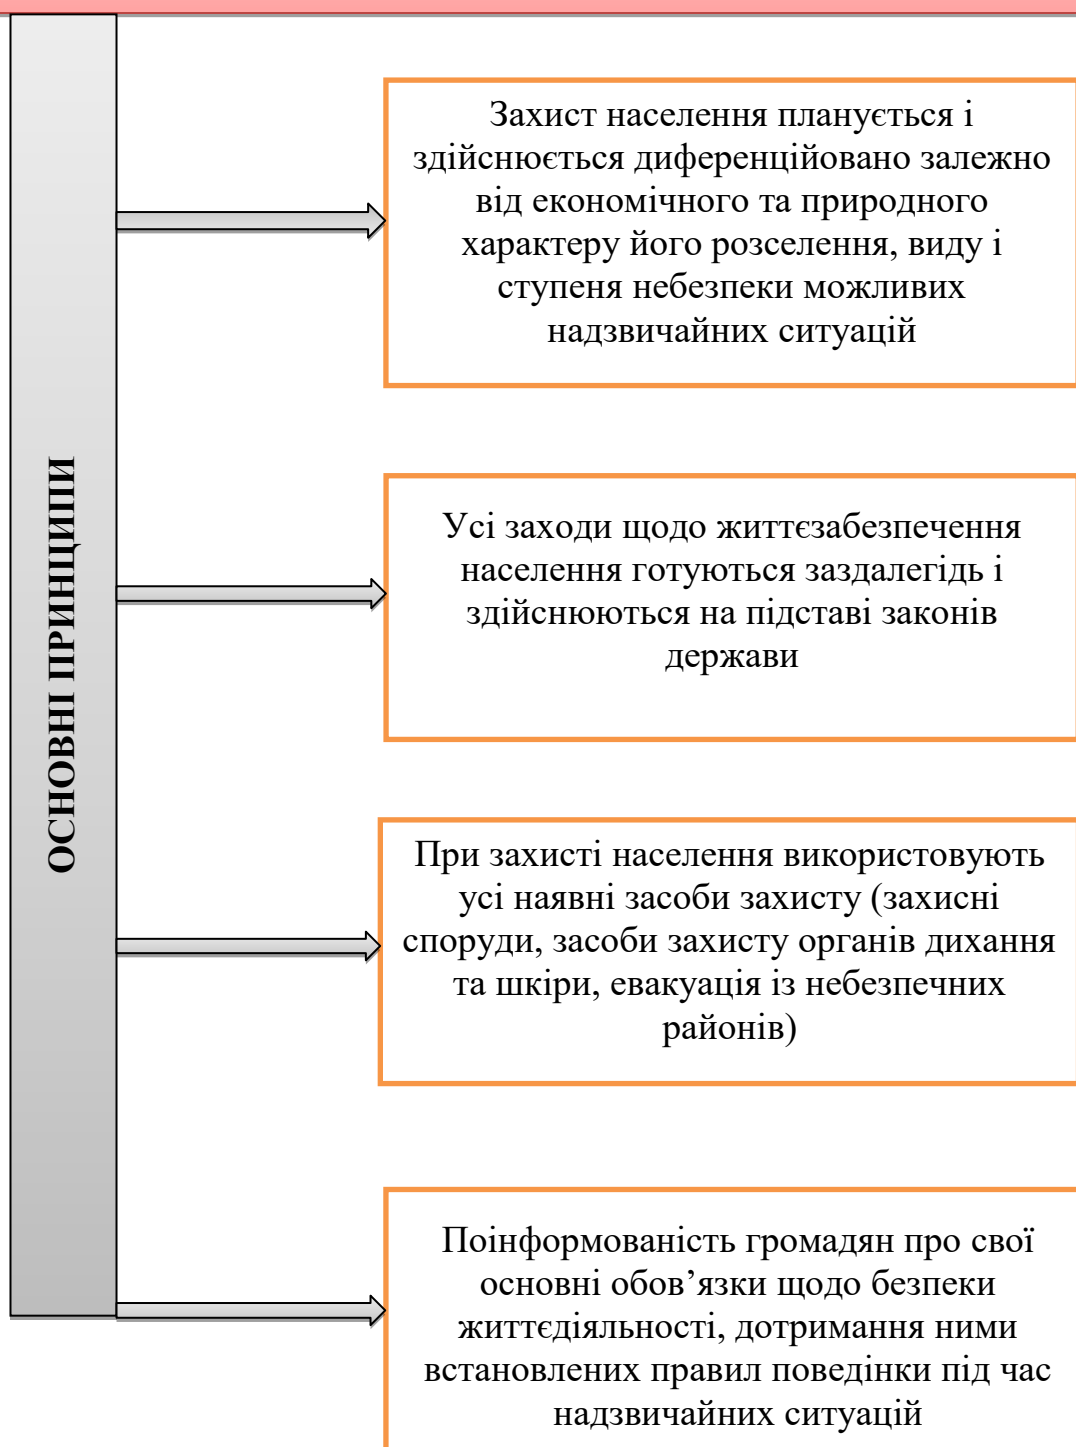 ОСНОВНІ ПРИНЦИПИ
Захист населення планується і
здійснюється диференційовано залежно
від економічного та природного
характеру його розселення, виду і
ступеня небезпеки можливих
надзвичайних ситуацій
Усі заходи щодо життєзабезпечення
населення готуються заздалегідь і
здійснюються на підставі законів
держави
При захисті населення використовують
усі наявні засоби захисту (захисні
споруди, засоби захисту органів дихання
та шкіри, евакуація із небезпечних
районів)
Поінформованість громадян про свої
основні обов’язки щодо безпеки
життєдіяльності, дотримання ними
встановлених правил поведінки під час
надзвичайних ситуацій